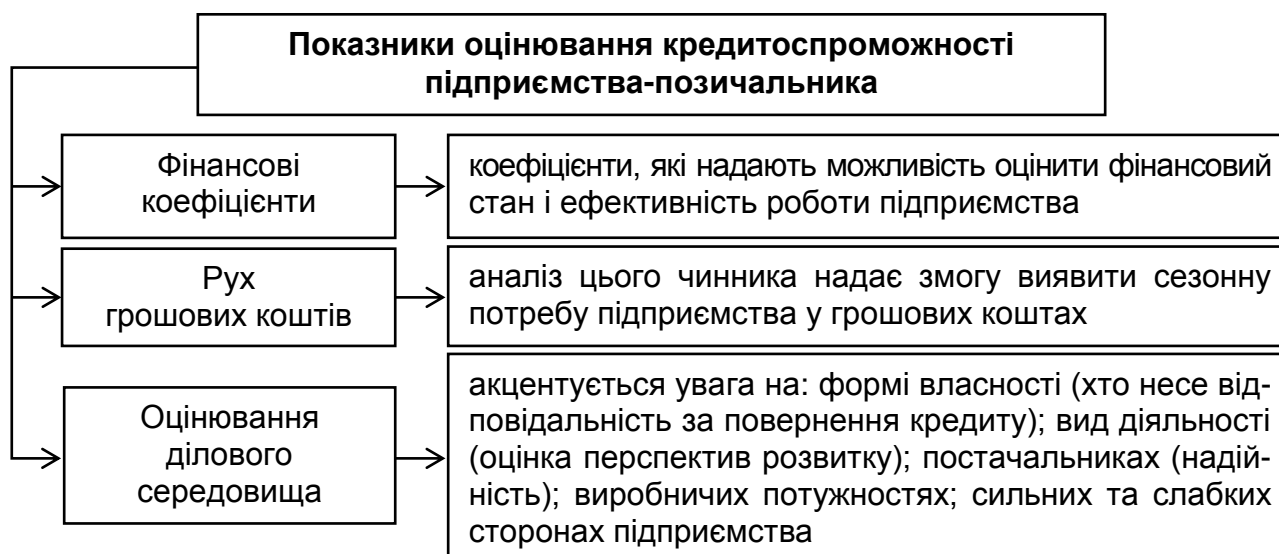 Показники оцінювання кредитоспроможності
підприємства-позичальника
Фінансові
коефіцієнти
коефіцієнти, які надають можливість оцінити фінансовий
стан і ефективність роботи підприємства
Рух
грошових коштів
аналіз цього чинника надає змогу виявити сезонну
потребу підприємства у грошових коштах
Оцінювання
ділового
середовища
акцентується увага на: формі власності (хто несе від-
повідальність за повернення кредиту); вид діяльності
(оцінка перспектив розвитку); постачальниках (надій-
ність); виробничих потужностях; сильних та слабких
сторонах підприємства